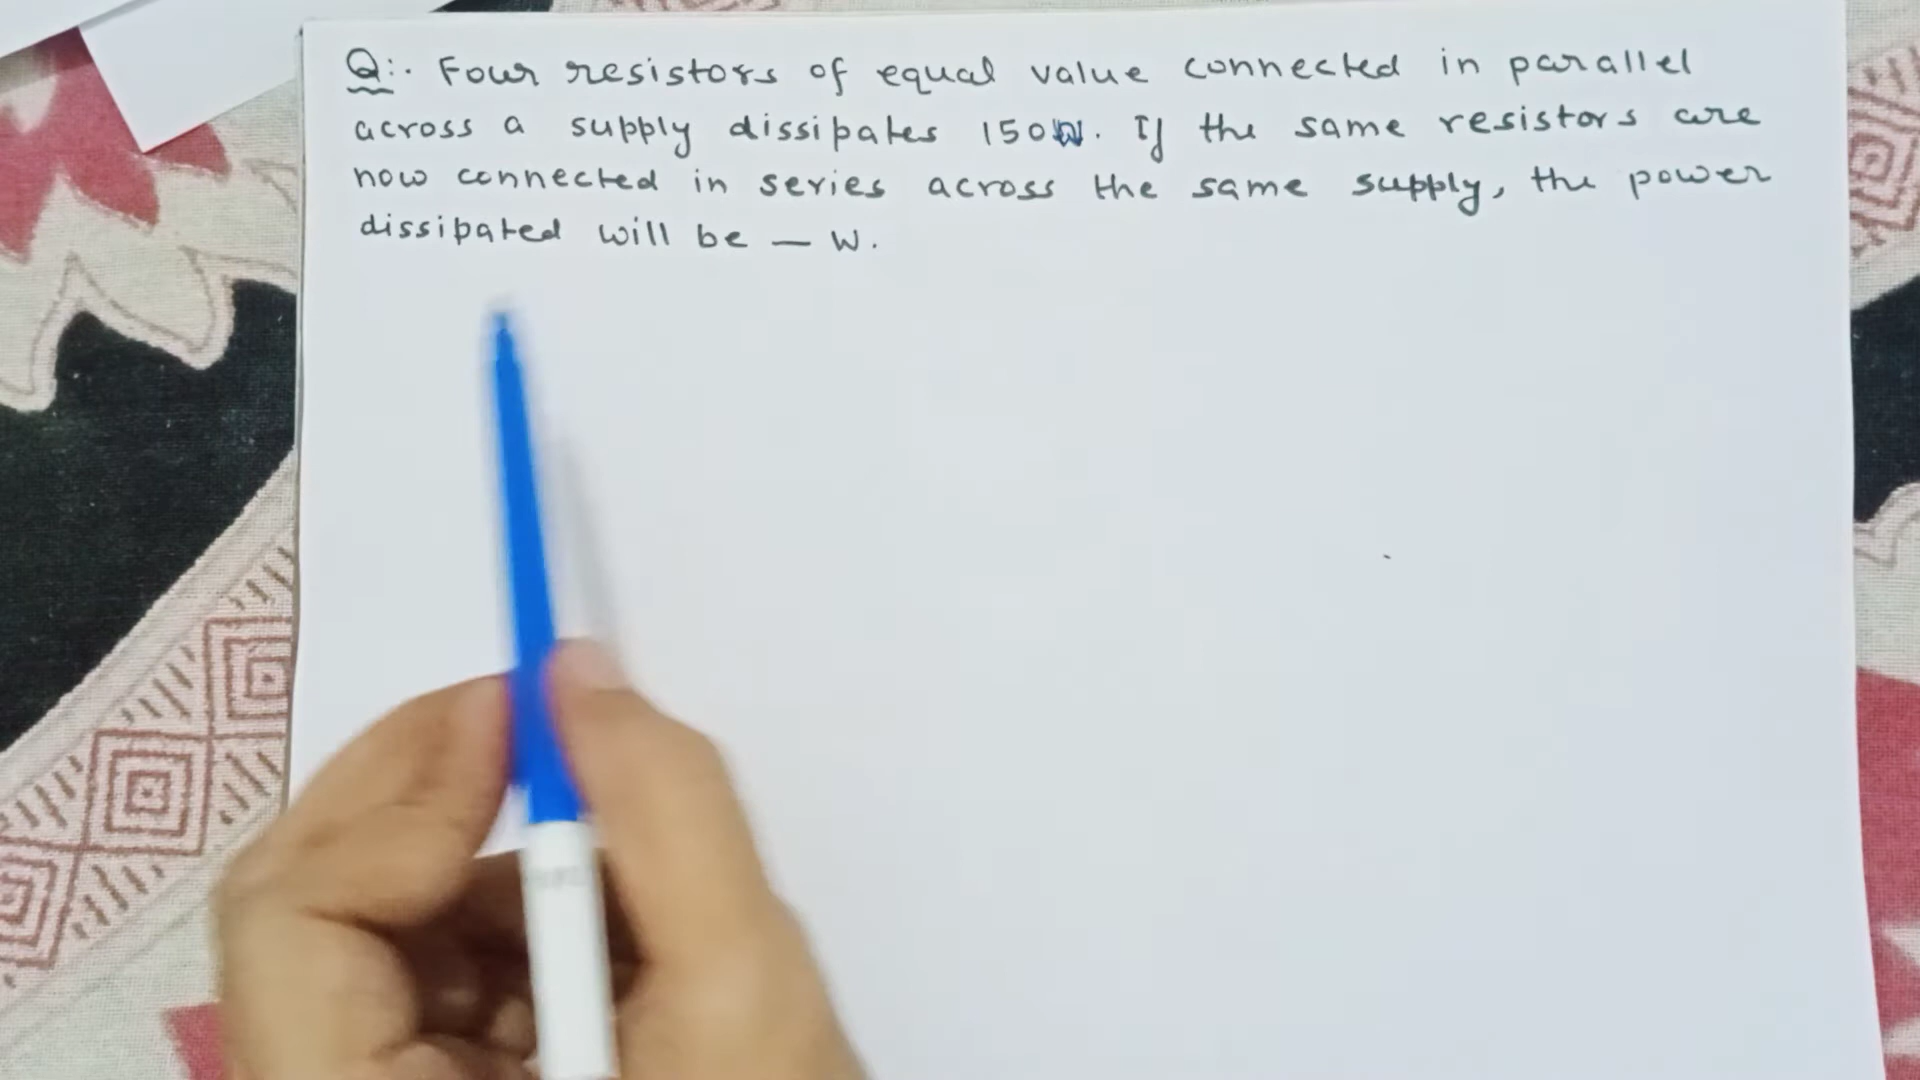 Q:. Four resistors of equal value connected in parallel
across a supply dissipates 150W. If the same resistors are
now connected in series across the same supply, the power
dissipated will be — W.